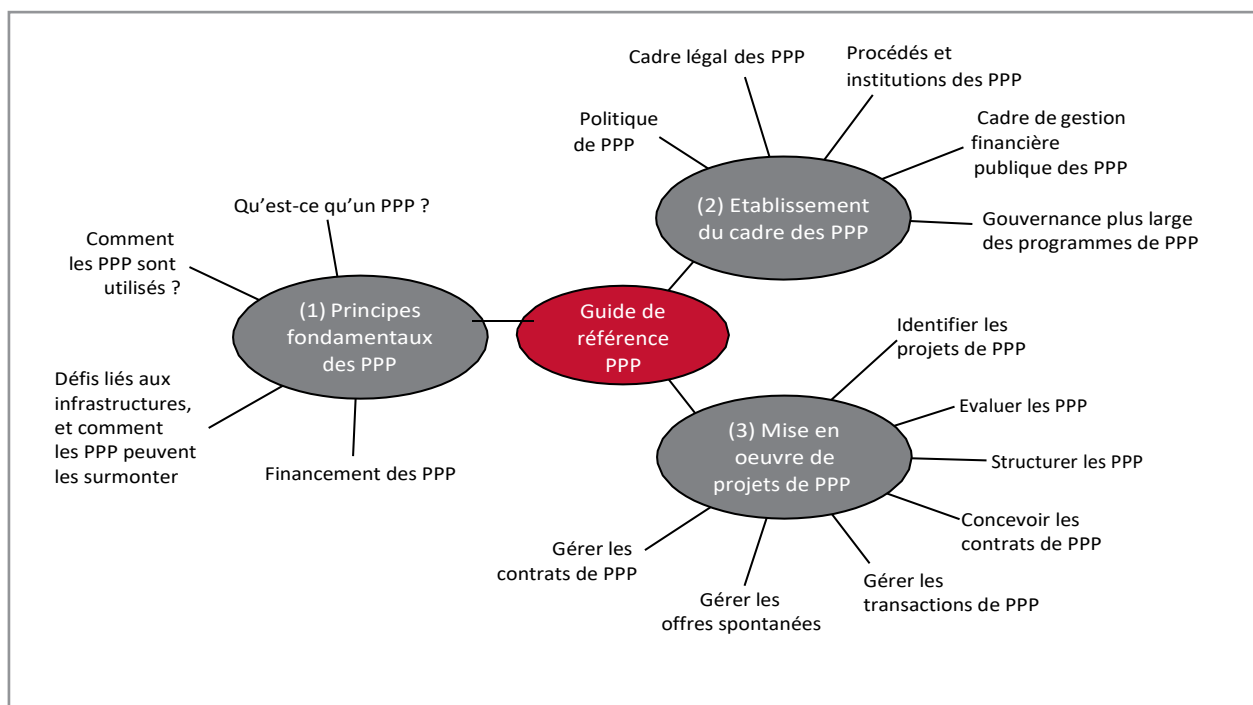 Cadre légal des PPP
Procédés et
institutions des PPP
Politique
de PPP
Cadre de gestion
financière
publique des PPP
Gouvernance plus large
des programmes de PPP
(2) Etablissement
du cadre des PPP
Qu’est-ce qu’un PPP ?
Comment
les PPP sont
utilisés ?
(1) Principes
fondamentaux
des PPP
Défis liés aux
infrastructures,
et comment
les PPP peuvent
les surmonter
Financement des PPP
Guide de
référence
PPP
Identifier les
projets de PPP
Evaluer les PPP
Structurer les PPP
Concevoir les
contrats de PPP
Gérer les
transactions de PPP
Gérer les
offres spontanées
Gérer les
contrats de PPP
(3) Mise en
oeuvre de
projets de PPP